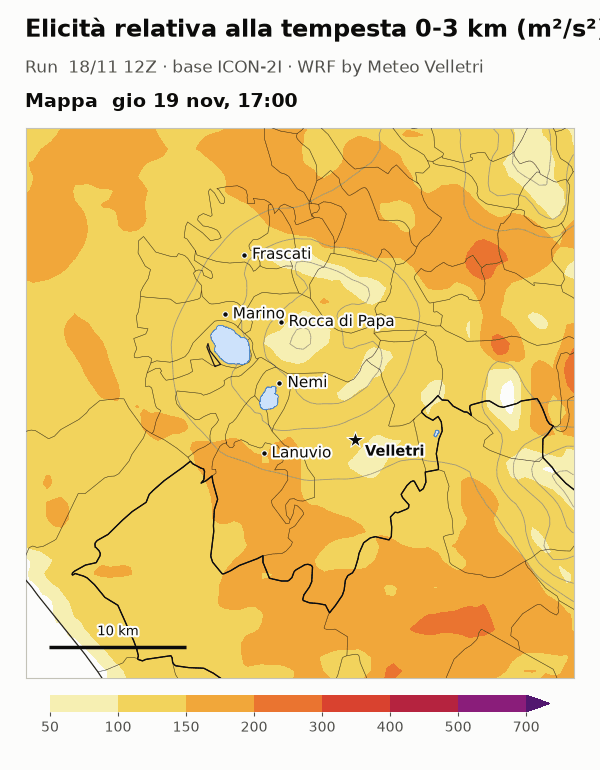 Elicità relativa alla tempesta 0-3 km (m²/s²)
Run  18/11 12Z · base ICON-2I · WRF by Meteo Velletri
Mappa  gio 19 nov, 17:00
Frascati
Marino
Rocca di Papa
Nemi
Velletri
Lanuvio
10 km
50 100 150 200 300 400 500 700